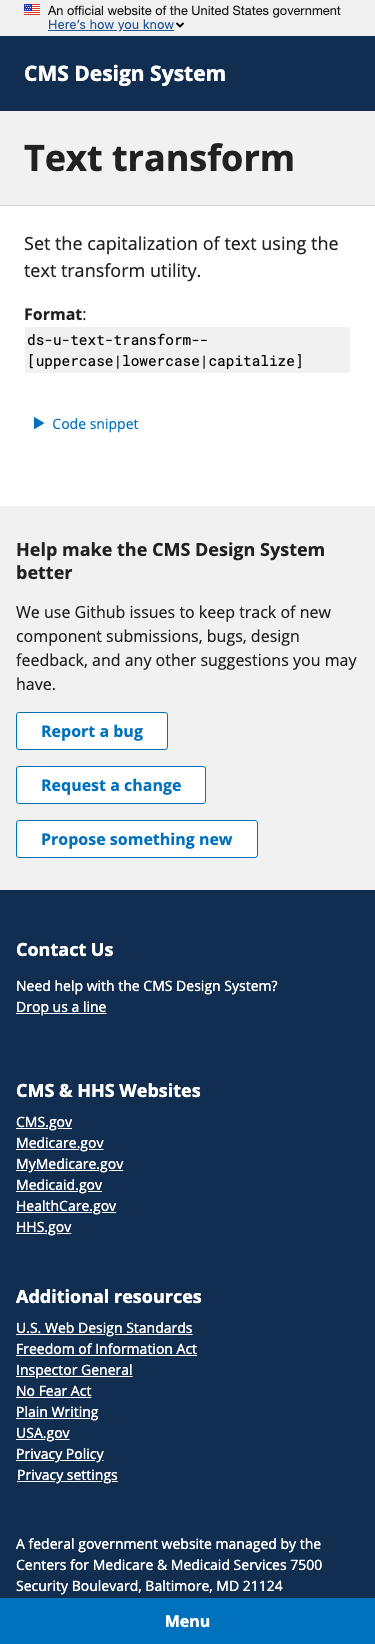 An official website of the United States government
Here's how you know
CMS Design System
Text transform
Set the capitalization of text using the
text transform utility.
Format:
ds-u-text-transform--
[uppercase|lowercase|capitalize]
Code snippet
Help make the CMS Design System
better
We use Github issues to keep track of new
component submissions, bugs, design
feedback, and any other suggestions you may
have.
Report a bug
Request a change
Propose something new
Contact Us
Need help with the CMS Design System?
Drop us a line
CMS & HHS Websites
CMS.gov
Medicare.gov
MyMedicare.gov
Medicaid.gov
HealthCare.gov
HHS.gov
Additional resources
U.S. Web Design Standards
Freedom of Information Act
Inspector General
No Fear Act
Plain Writing
USA.gov
Privacy Policy
Privacy settings
A federal government website managed by the
Centers for Medicare & Medicaid Services 7500
Security Boulevard, Baltimore, MD 21124
Menu